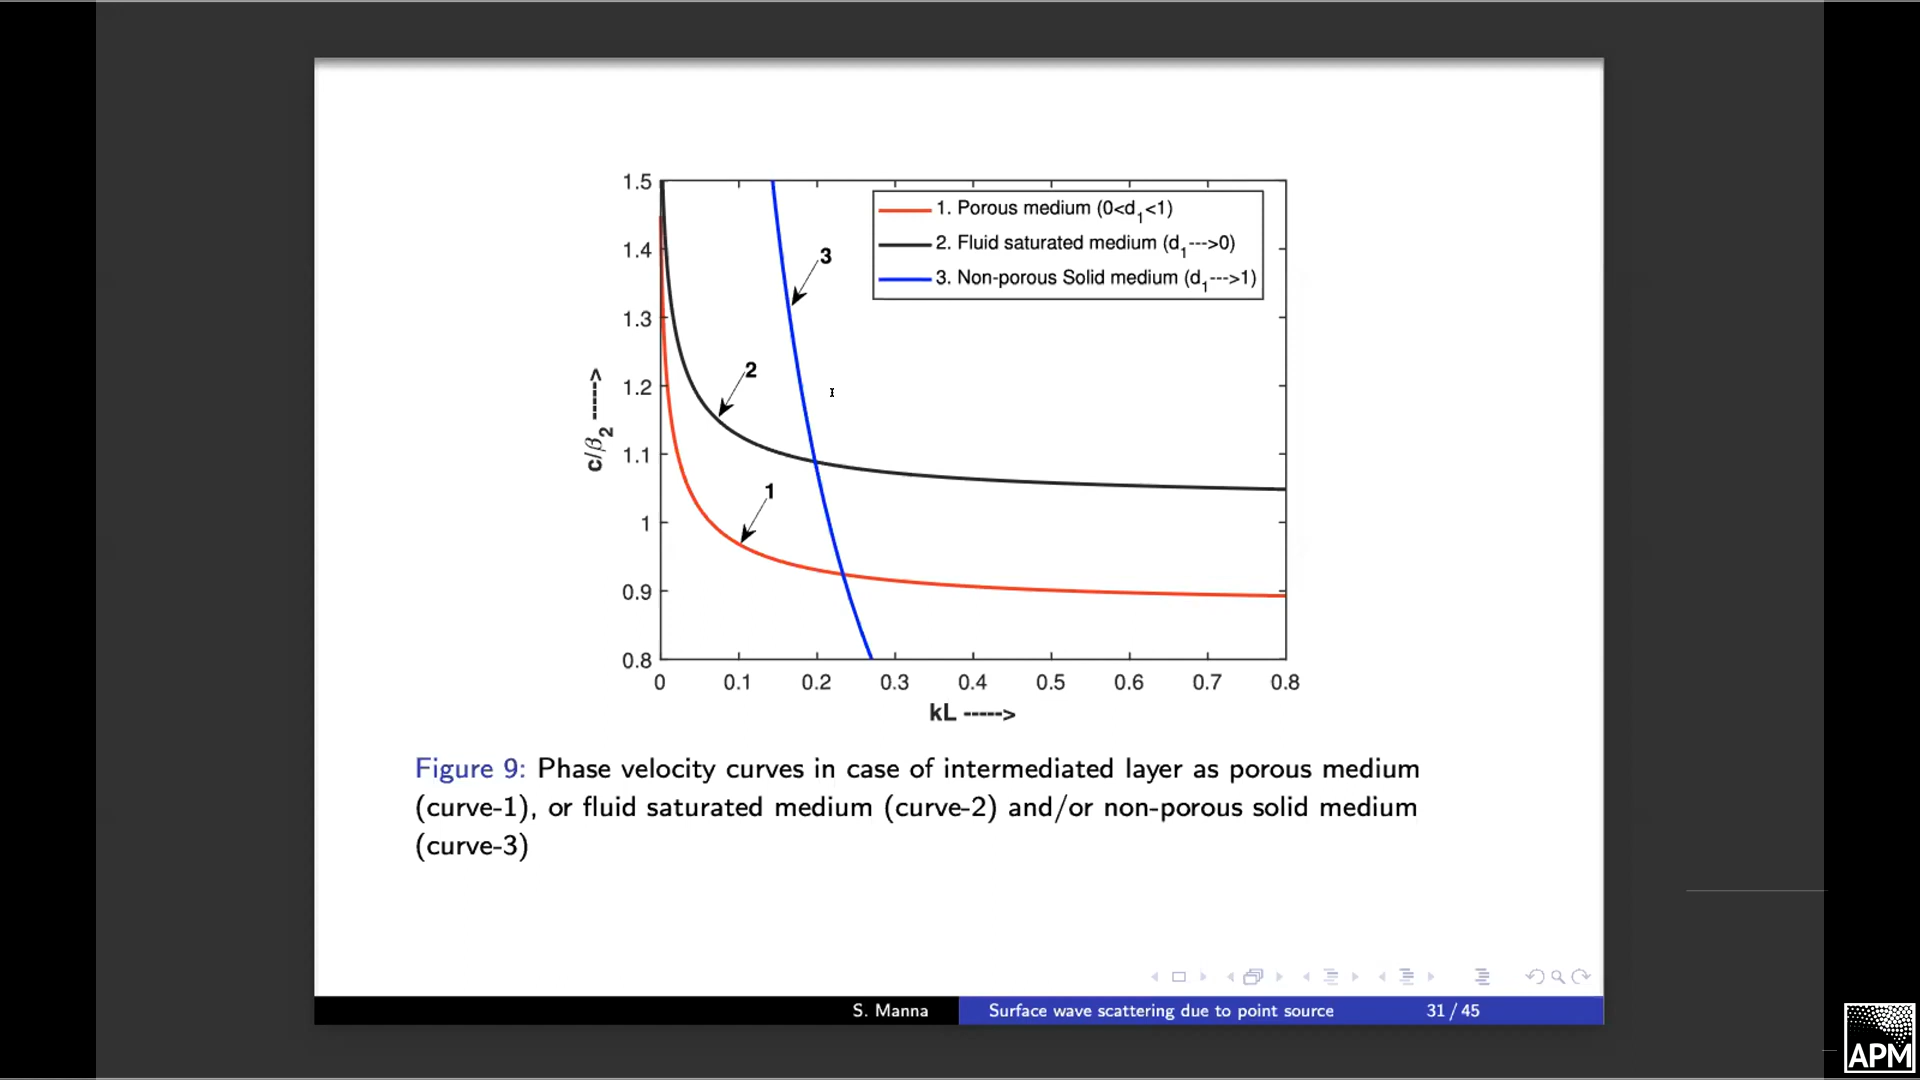 1.5
1.4
1.3
1.2
1.1
1
0.9
0.8
c/β2 ----->
0 0.1 0.2 0.3 0.4 0.5 0.6 0.7 0.8
kL ----->
1. Porous medium (0<d1<1)
2. Fluid saturated medium (d1--->0)
3. Non-porous Solid medium (d1--->1)
3
2
1
Figure 9: Phase velocity curves in case of intermediated layer as porous medium
(curve-1), or fluid saturated medium (curve-2) and/or non-porous solid medium
(curve-3)
S. Manna Surface wave scattering due to point source 31 / 45
APM